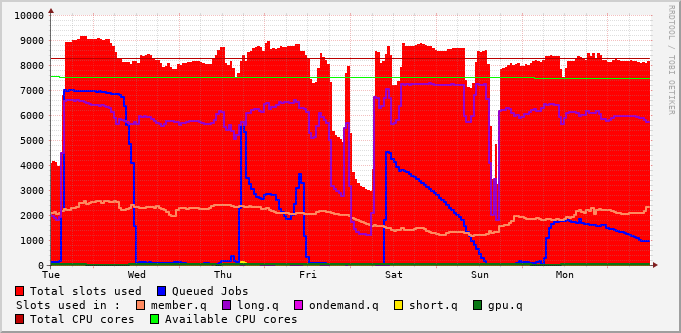 10000
9000
8000
7000
6000
5000
4000
3000
2000
1000
0
Tue Wed Thu Fri Sat Sun Mon
RRDTOOL / TOBI OETIKER
Total slots used Queued Jobs
Slots used in : member.q long.q ondemand.q short.q gpu.q
Total CPU cores Available CPU cores